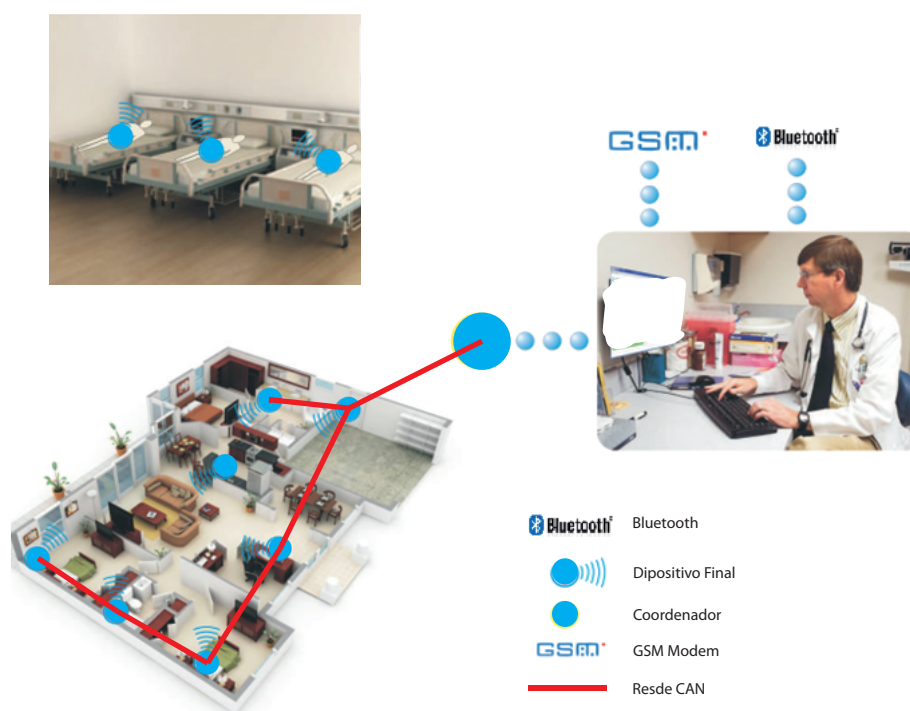 GSM
Bluetooth
Bluetooth
Bluetooth
Dipositivo Final
Coordenador
GSM
GSM Modem
Resde CAN